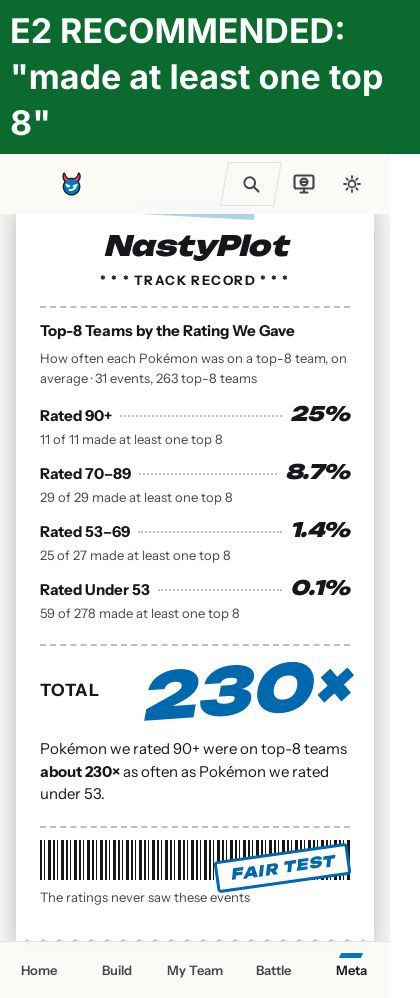 E2 RECOMMENDED:
"made at least one top
8"
NastyPlot
* * * TRACK RECORD * * *
Top-8 Teams by the Rating We Gave
How often each Pokémon was on a top-8 team, on
average · 31 events, 263 top-8 teams
Rated 90+ 25%
11 of 11 made at least one top 8
Rated 70–89 8.7%
29 of 29 made at least one top 8
Rated 53–69 1.4%
25 of 27 made at least one top 8
Rated Under 53 0.1%
59 of 278 made at least one top 8
TOTAL 230×
Pokémon we rated 90+ were on top-8 teams
about 230× as often as Pokémon we rated
under 53.
FAIR TEST
The ratings never saw these events
Home Build My Team Battle Meta